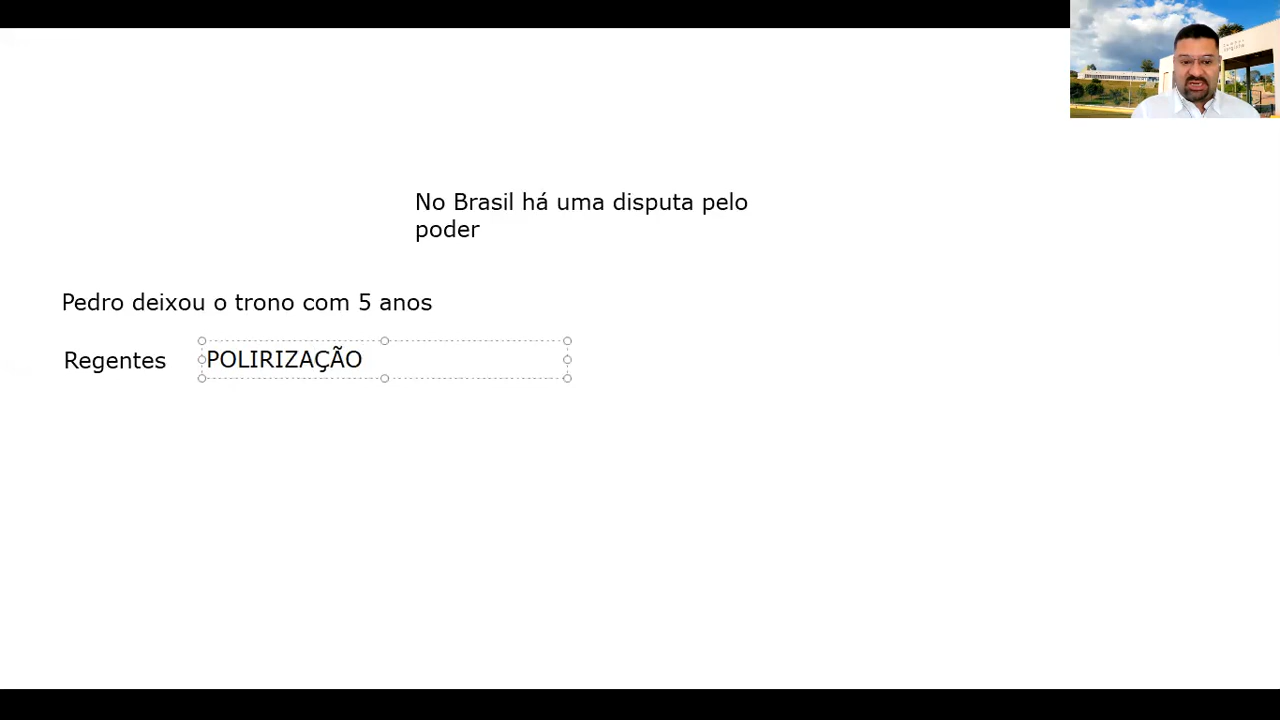 No Brasil há uma disputa pelo
poder
Pedro deixou o trono com 5 anos
Regentes
POLIRIZAÇÃO